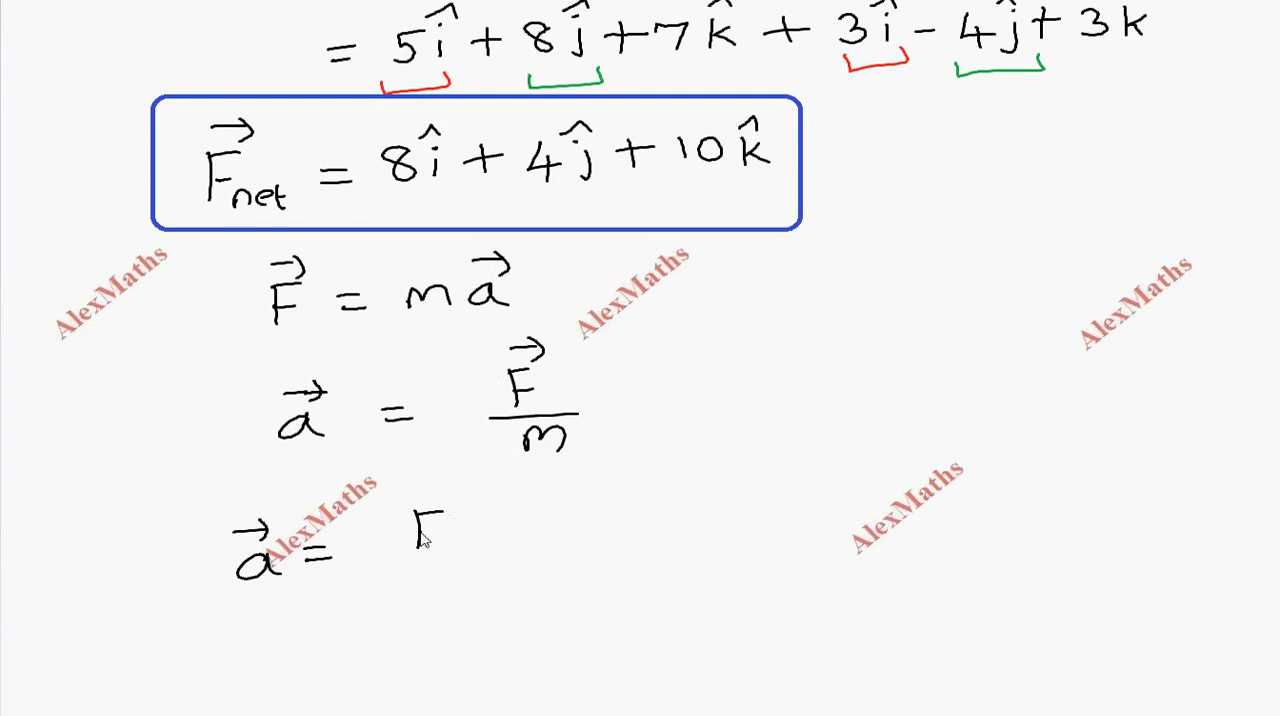 = 5î + 8ĵ + 7k̂ + 3î - 4ĵ + 3k
F⃗net = 8î + 4ĵ + 10k̂
F⃗ = ma⃗
a⃗ = F⃗/m
a⃗ = F
AlexMaths
AlexMaths
AlexMaths
AlexMaths
AlexMaths